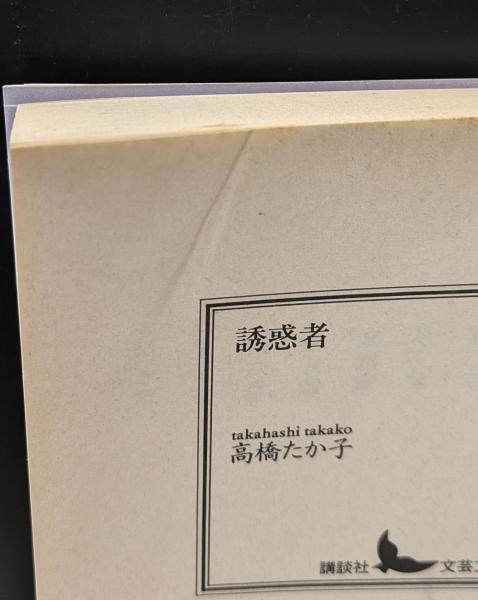 誘惑者
takahashi takako
高橋たか子
講談社 文芸